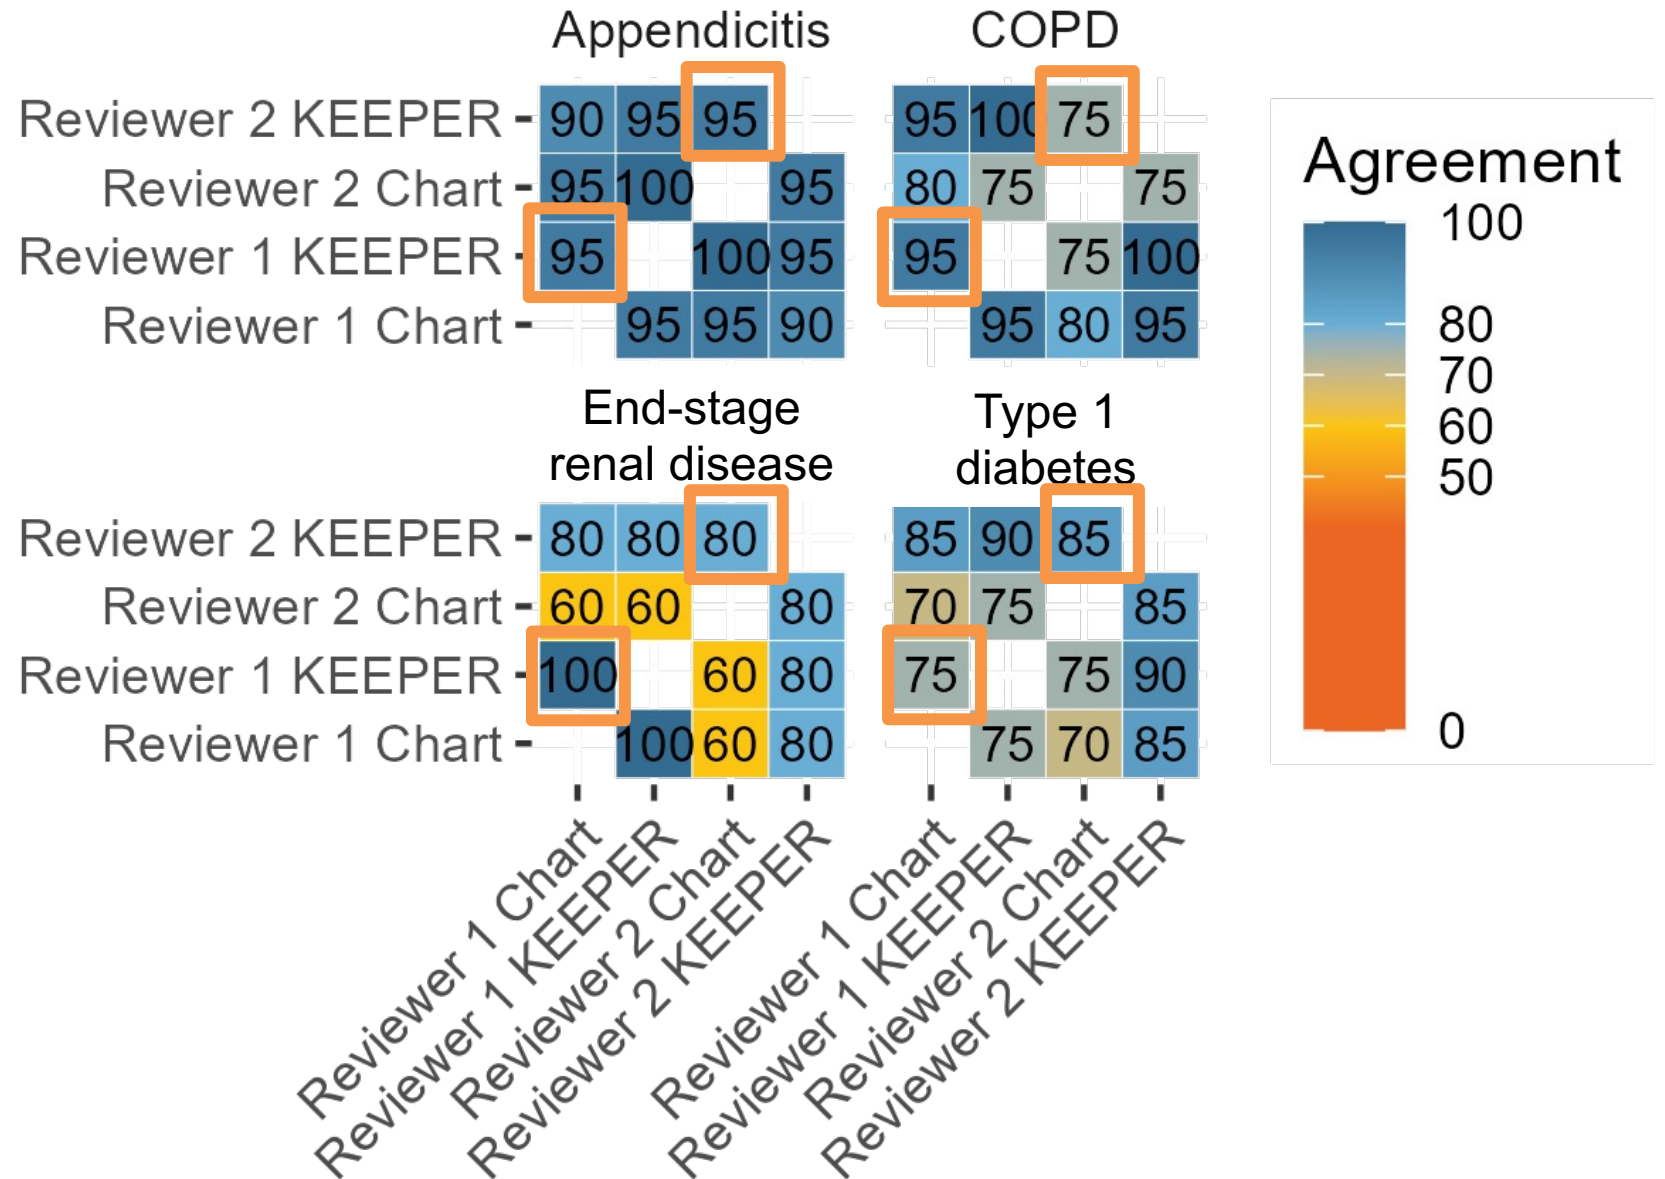 Appendicitis COPD
Reviewer 2 KEEPER 90 95 95 95 100 75
Reviewer 2 Chart 95 100 95 80 75 75
Reviewer 1 KEEPER 95 100 95 95 75 100
Reviewer 1 Chart 95 95 90 95 80 95
End-stage
renal disease
Type 1
diabetes
Reviewer 2 KEEPER 80 80 80 85 90 85
Reviewer 2 Chart 60 60 80 70 75 85
Reviewer 1 KEEPER 100 60 80 75 75 90
Reviewer 1 Chart 100 60 80 75 70 85
Reviewer 1 Chart
Reviewer 1 KEEPER
Reviewer 2 Chart
Reviewer 2 KEEPER
Reviewer 1 Chart
Reviewer 1 KEEPER
Reviewer 2 Chart
Reviewer 2 KEEPER
Agreement
100
80
70
60
50
0